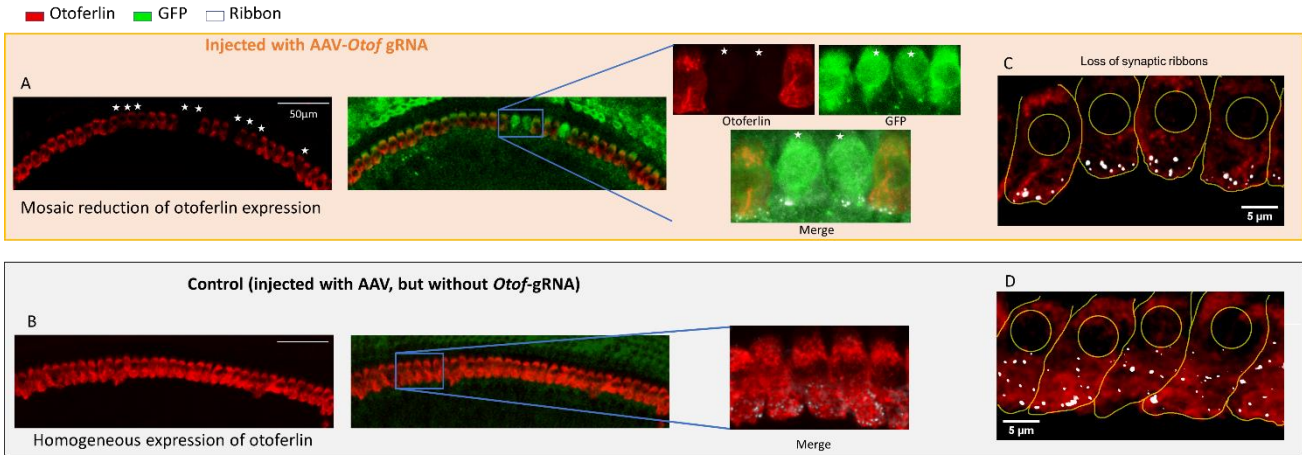 Otoferlin GFP Ribbon
Injected with AAV-Otof gRNA
A
50µm
Otoferlin
GFP
Merge
Mosaic reduction of otoferlin expression
C
Loss of synaptic ribbons
5 µm
Control (injected with AAV, but without Otof-gRNA)
B
Merge
Homogeneous expression of otoferlin
D
5 µm